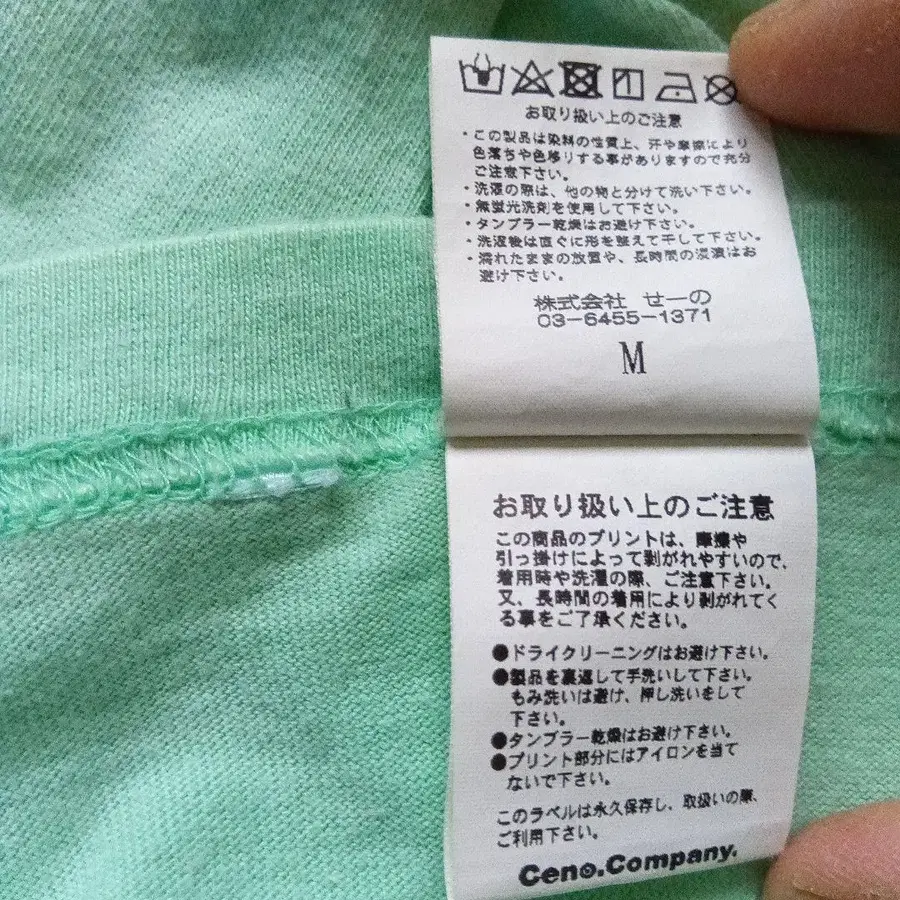 お取り扱い上のご注意
・この製品は染料の性質上、汗や摩擦により
色落ちや色移りする事がありますので充分
ご注意下さい。
・洗濯の際は、他の物と分けて洗い下さい。
・無蛍光洗剤を使用して下さい。
・タンブラー乾燥はお避け下さい。
・洗濯後は直ぐに形を整えて干して下さい。
・濡れたままの放置や、長時間の浸漬はお
避け下さい。
株式会社 せーの
03-6455-1371
M
お取り扱い上のご注意
この商品のプリントは、摩擦や
引っ掛けによって剥がれやすいので、
着用時や洗濯の際、ご注意下さい。
又、長時間の着用により剥がれてく
る事をご了承ください。
●ドライクリーニングはお避け下さい。
●製品を裏返して手洗いして下さい。
もみ洗いは避け、押し洗いをして
下さい。
●タンブラー乾燥はお避け下さい。
●プリント部分にはアイロンを当て
ないで下さい。
このラベルは永久保存し、取扱いの際、
ご利用下さい。
Ceno.Company.